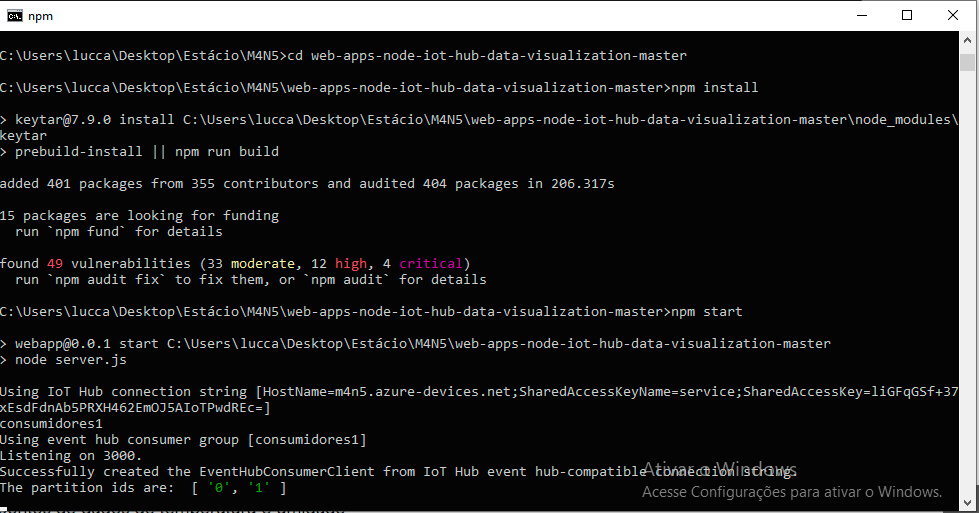 npm
C:\Users\lucca\Desktop\Estácio\M4N5>cd web-apps-node-iot-hub-data-visualization-master
C:\Users\lucca\Desktop\Estácio\M4N5\web-apps-node-iot-hub-data-visualization-master>npm install
> keytar@7.9.0 install C:\Users\lucca\Desktop\Estácio\M4N5\web-apps-node-iot-hub-data-visualization-master\node_modules\
keytar
> prebuild-install || npm run build
added 401 packages from 355 contributors and audited 404 packages in 206.317s
15 packages are looking for funding
run `npm fund` for details
found 49 vulnerabilities (33 moderate, 12 high, 4 critical)
run `npm audit fix` to fix them, or `npm audit` for details
C:\Users\lucca\Desktop\Estácio\M4N5\web-apps-node-iot-hub-data-visualization-master>npm start
> webapp@0.0.1 start C:\Users\lucca\Desktop\Estácio\M4N5\web-apps-node-iot-hub-data-visualization-master
> node server.js
Using IoT Hub connection string [HostName=m4n5.azure-devices.net;SharedAccessKeyName=service;SharedAccessKey=liGFqGSf+37
xEsdFdnAb5PRXH462EmOJ5AIoTPwdREc=]
consumidores1
Using event hub consumer group [consumidores1]
Listening on 3000.
Successfully created the EventHubConsumerClient from IoT Hub event hub-compatible connection string.
The partition ids are:  [ '0', '1' ]
Ativar o Windows
Acesse Configurações para ativar o Windows.